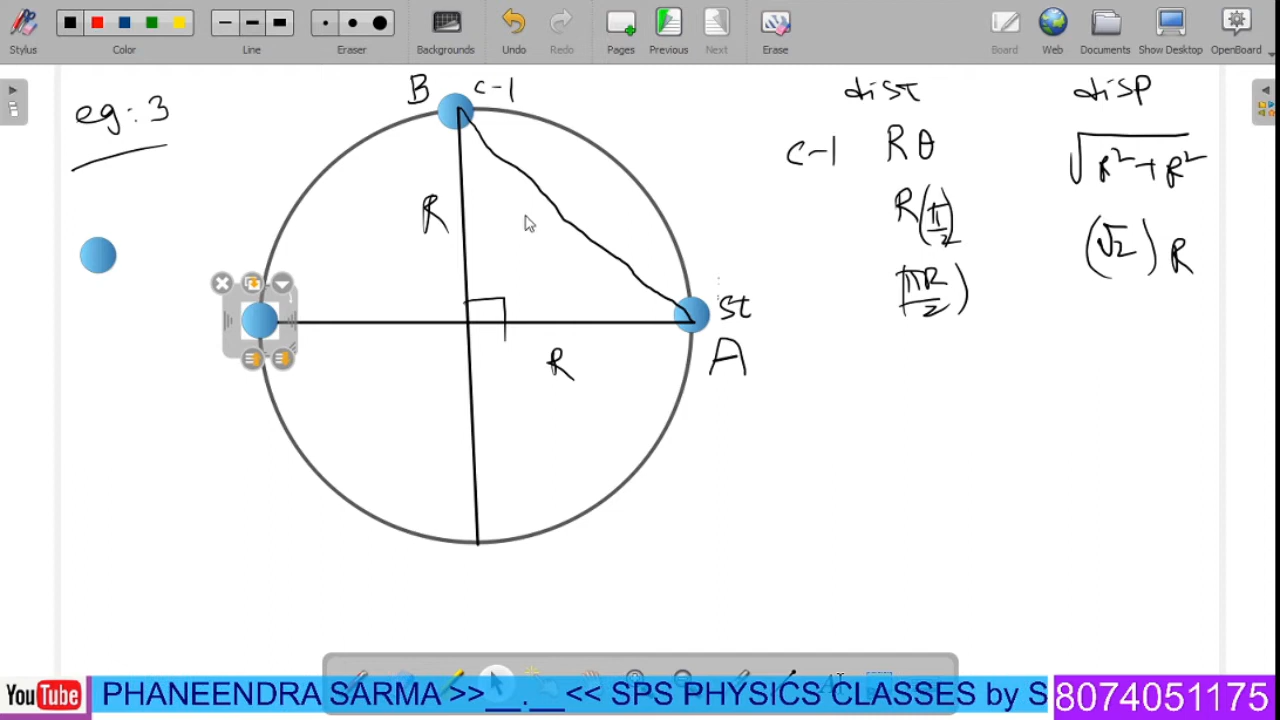 Stylus
Color
Line
Eraser
Backgrounds
Undo
Redo
Pages
Previous
Next
Erase
Board
Web
Documents
Show Desktop
OpenBoard
eg: 3
B
c-1
dist
disp
c-1
Rθ
√R²+R²
R
R(π/2)
(√2) R
πR/2)
st
R
A
YouTube
PHANEENDRA SARMA >>__.__<< SPS PHYSICS CLASSES by S
8074051175